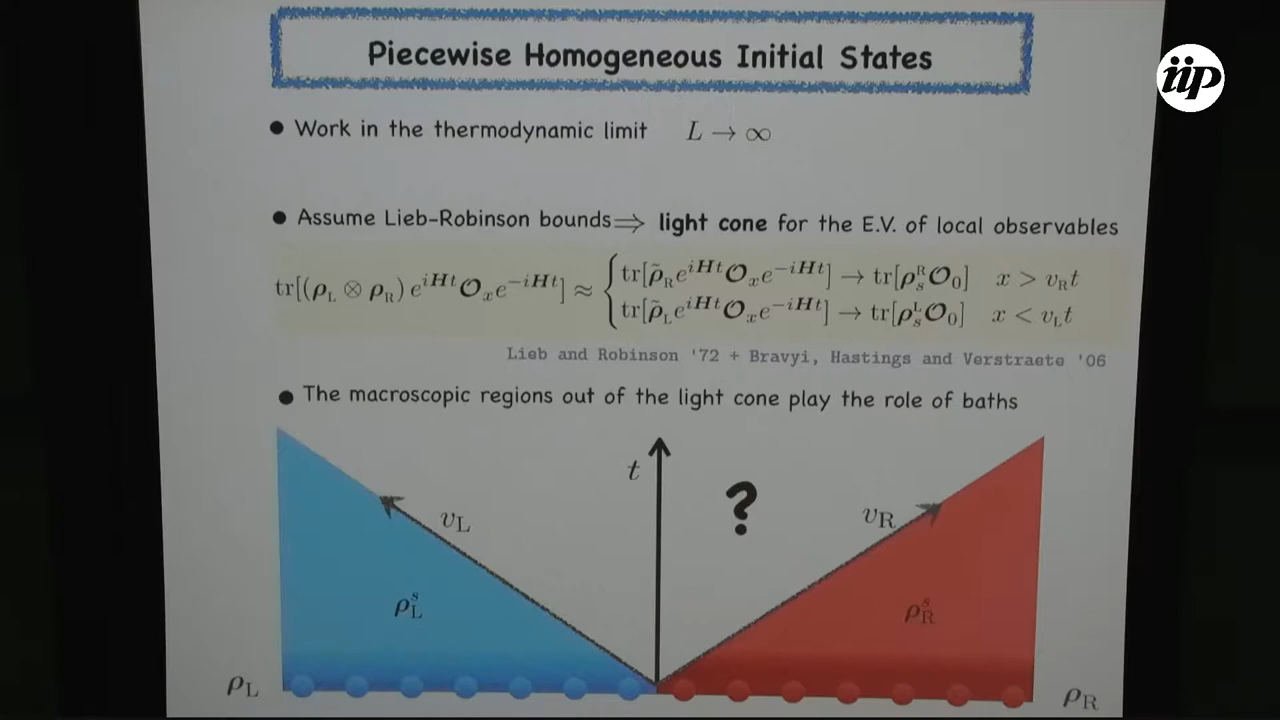 Piecewise Homogeneous Initial States
iip
● Work in the thermodynamic limit L → ∞
● Assume Lieb-Robinson bounds ⟹ light cone for the E.V. of local observables
tr[(ρ_L ⊗ ρ_R) e^{iHt} O_x e^{-iHt}] ≈ { tr[ρ̃_R e^{iHt} O_x e^{-iHt}] → tr[ρ_s^R O_0] x > v_R t
tr[ρ̃_L e^{iHt} O_x e^{-iHt}] → tr[ρ_s^L O_0] x < v_L t
Lieb and Robinson '72 + Bravyi, Hastings and Verstraete '06
● The macroscopic regions out of the light cone play the role of baths
t ?
v_L v_R
ρ_L^s ρ_R^s
ρ_L ρ_R